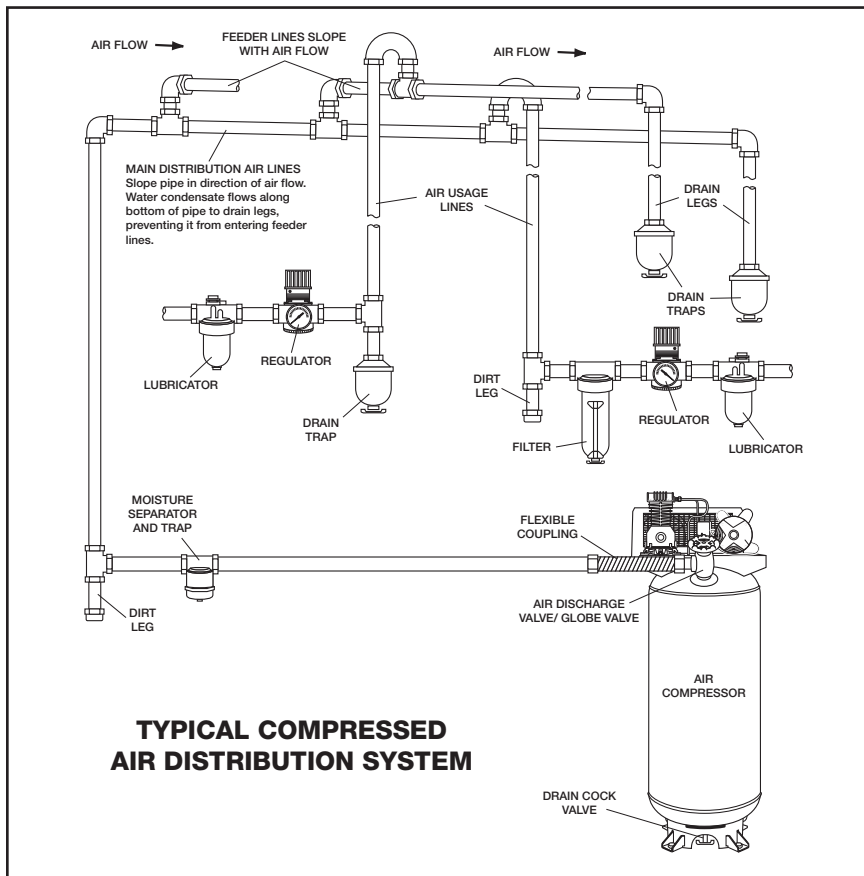 AIR FLOW
FEEDER LINES SLOPE
WITH AIR FLOW
AIR FLOW
MAIN DISTRIBUTION AIR LINES
Slope pipe in direction of air flow.
Water condensate flows along
bottom of pipe to drain legs,
preventing it from entering feeder
lines.
AIR USAGE
LINES
DRAIN
LEGS
DRAIN
TRAPS
LUBRICATOR
REGULATOR
DRAIN
TRAP
DIRT
LEG
FILTER
REGULATOR
LUBRICATOR
MOISTURE
SEPARATOR
AND TRAP
FLEXIBLE
COUPLING
DIRT
LEG
AIR DISCHARGE
VALVE/ GLOBE VALVE
AIR
COMPRESSOR
TYPICAL COMPRESSED
AIR DISTRIBUTION SYSTEM
DRAIN COCK
VALVE